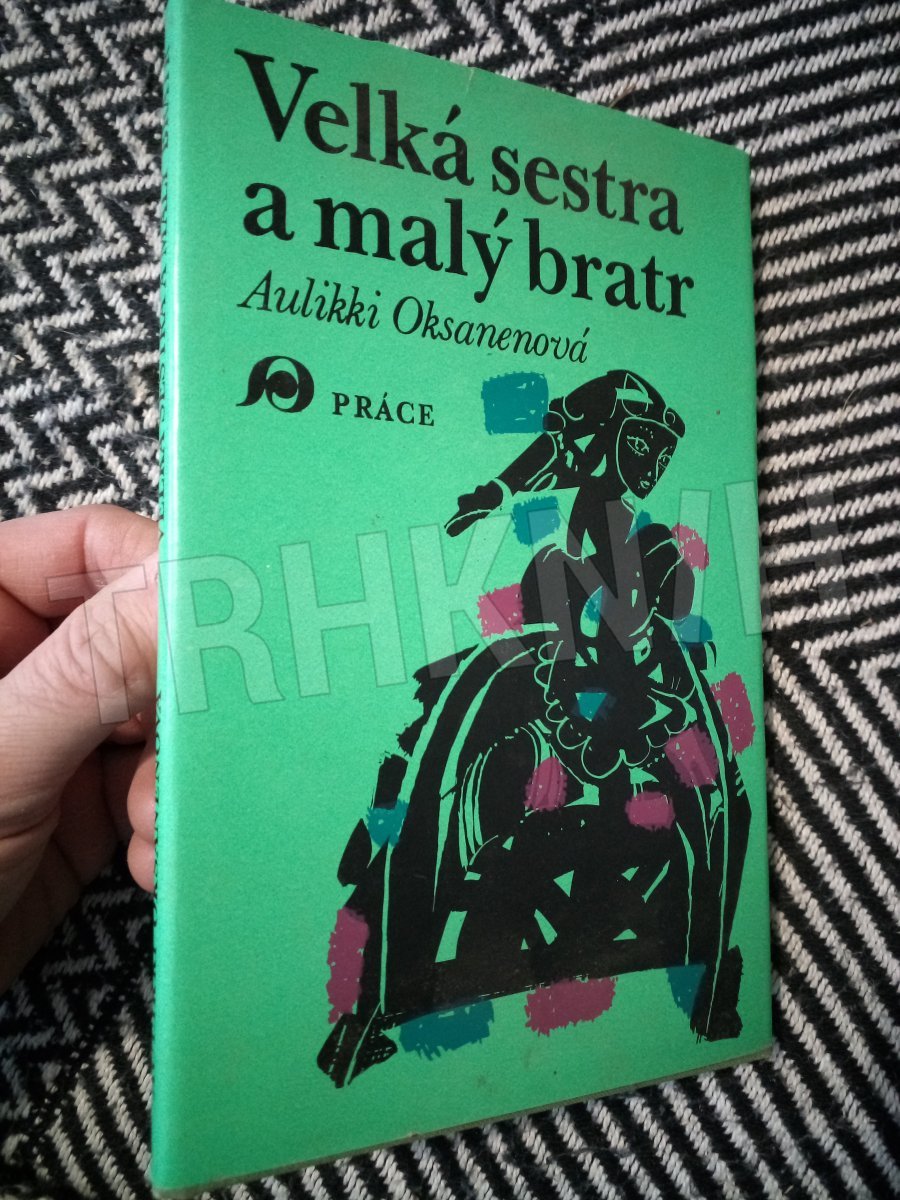 Velká sestra
a malý bratr
Aulikki Oksanenová
PRÁCE
TRHKNIH